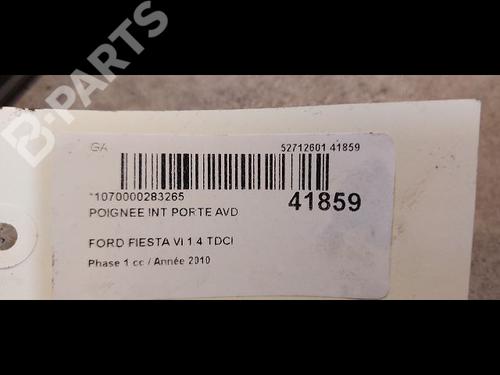 B-PARTS
GA 52712601 41859
*1070000283265
41859
POIGNEE INT PORTE AVD
FORD FIESTA VI 1.4 TDCI
Phase 1 cc / Année 2010